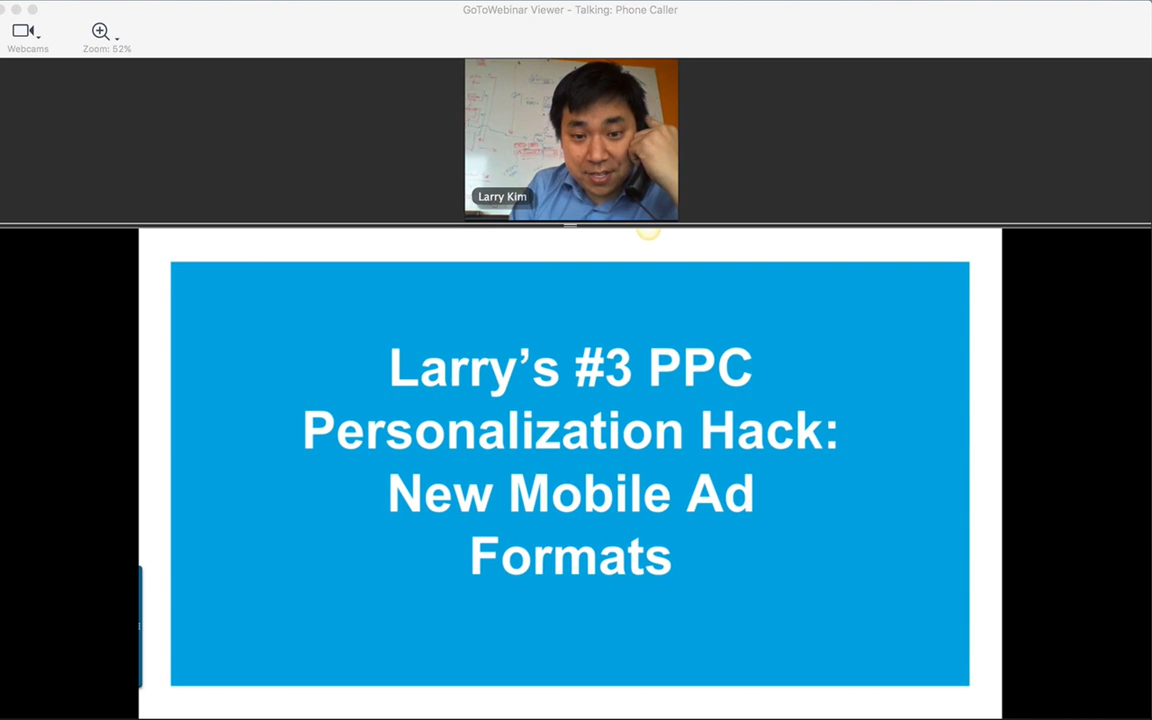 GoToWebinar Viewer - Talking: Phone Caller
Webcams
Zoom: 52%
Larry Kim
Larry’s #3 PPC
Personalization Hack:
New Mobile Ad
Formats